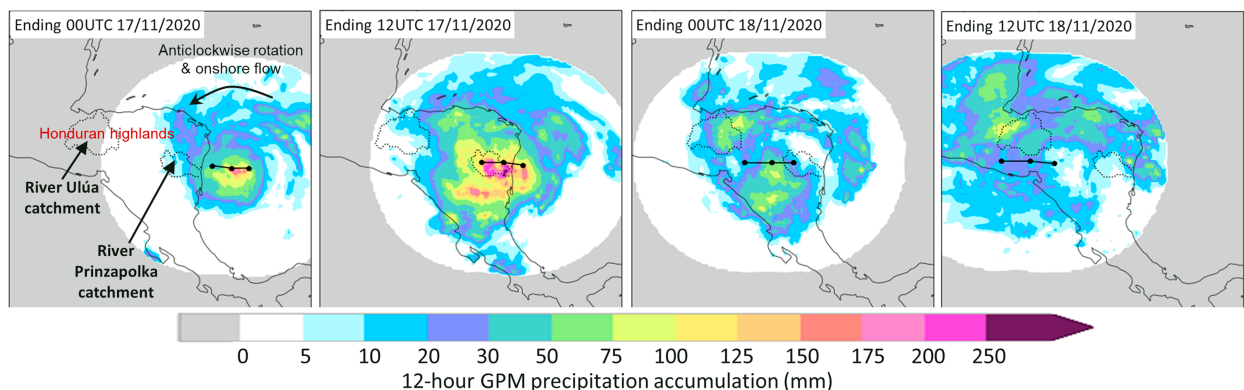 Ending 00UTC 17/11/2020
Ending 12UTC 17/11/2020
Ending 00UTC 18/11/2020
Ending 12UTC 18/11/2020
Anticlockwise rotation
& onshore flow
Honduran highlands
River Ulúa
catchment
River
Prinzapolka
catchment
0 5 10 20 30 50 75 100 125 150 175 200 250
12-hour GPM precipitation accumulation (mm)